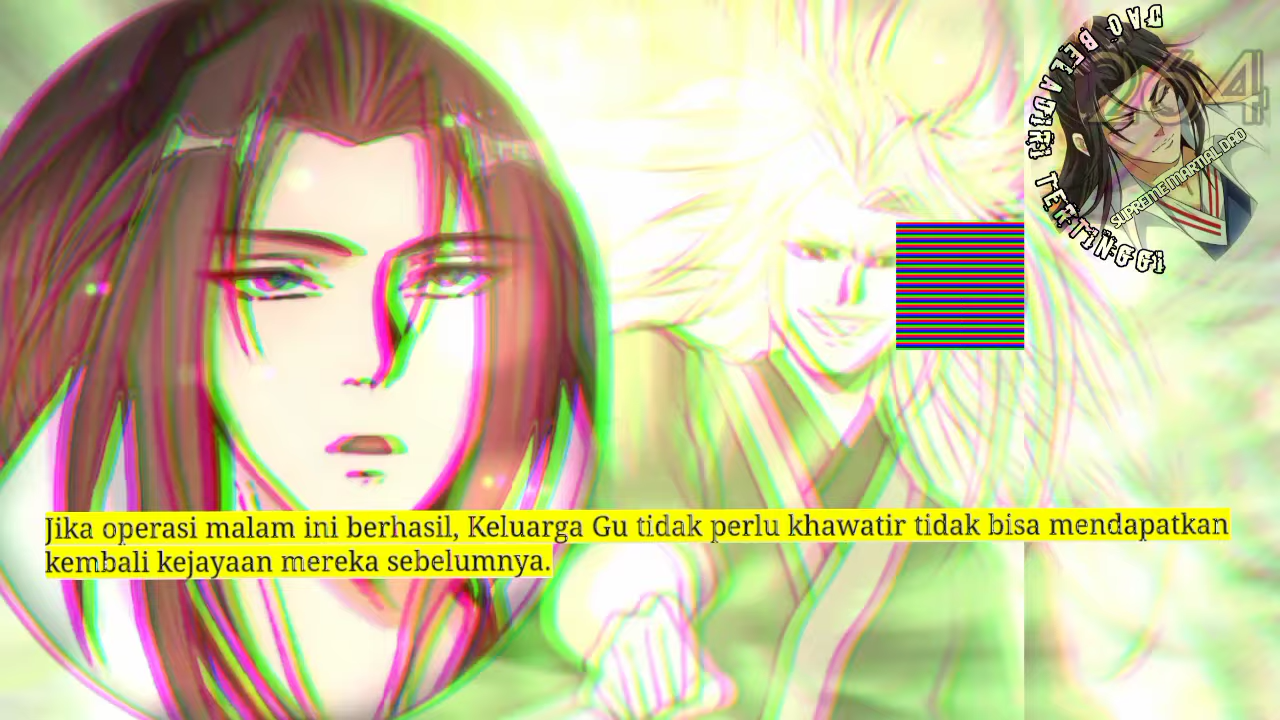 DAO BELADIRI TERTINGGI
264
SUPREME MARTIAL DAO
Jika operasi malam ini berhasil, Keluarga Gu tidak perlu khawatir tidak bisa mendapatkan
kembali kejayaan mereka sebelumnya.